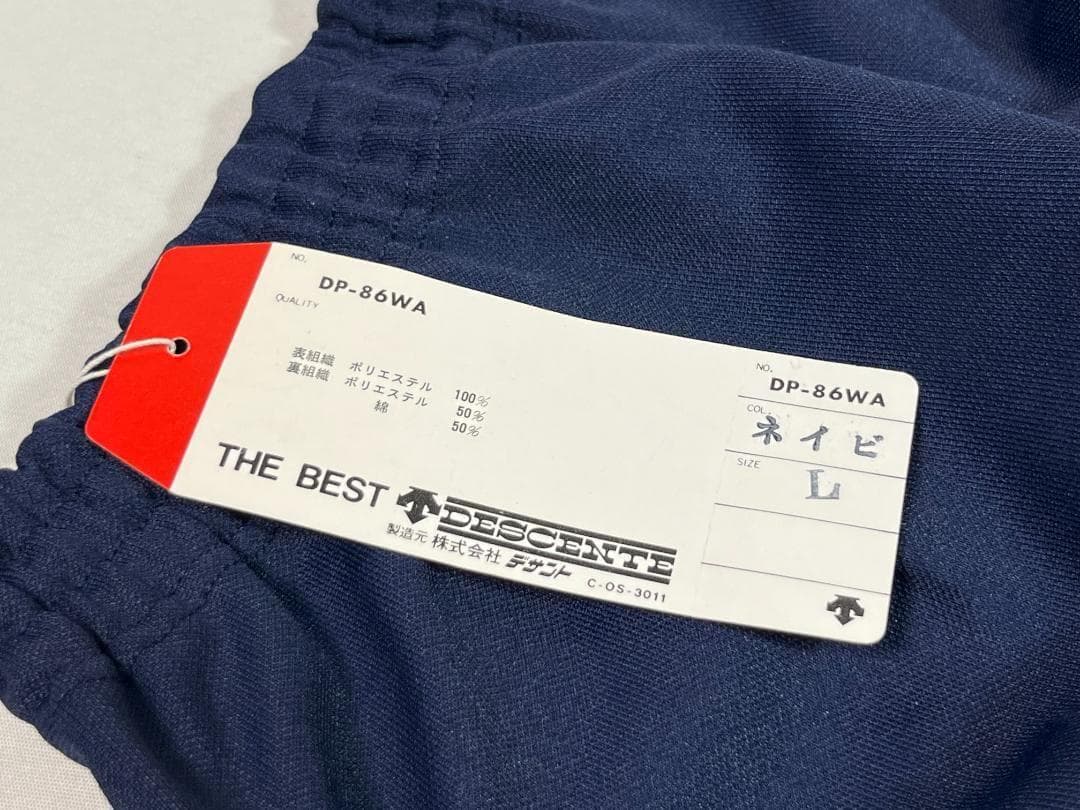 NO.
DP-86WA
QUALITY
表組織 ポリエステル 100%
裏組織 ポリエステル 50%
綿 50%
THE BEST DESCENTE
製造元 株式会社 デサント
C-OS-3011
NO.
DP-86WA
COL.
ネイビ
SIZE
L